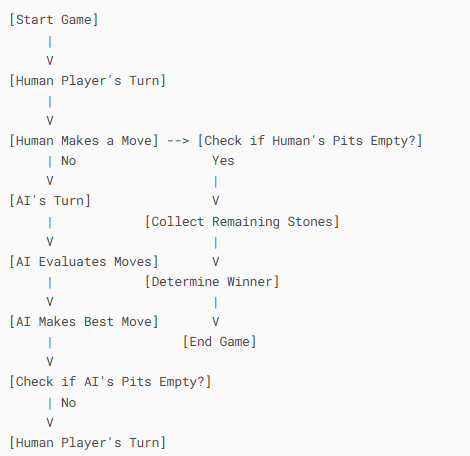 [Start Game]
|
V
[Human Player's Turn]
|
V
[Human Makes a Move] --> [Check if Human's Pits Empty?]
| No Yes
V |
[AI's Turn] V
| [Collect Remaining Stones]
V |
[AI Evaluates Moves] V
| [Determine Winner]
V |
[AI Makes Best Move] V
| [End Game]
V
[Check if AI's Pits Empty?]
| No
V
[Human Player's Turn]